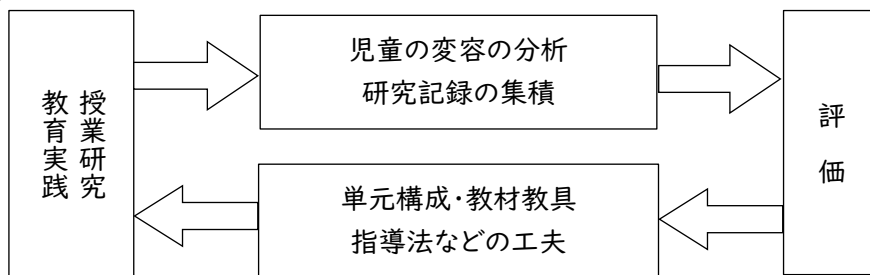 授業研究
教育実践
児童の変容の分析
研究記録の集積
評価
単元構成・教材教具
指導法などの工夫